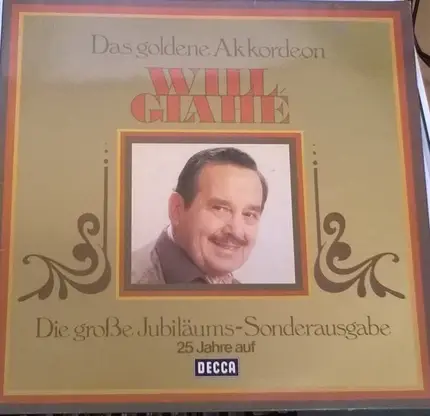 Das goldene Akkordeon
WILL
GLAHÉ
Die große Jubiläums-Sonderausgabe
25 Jahre auf
DECCA